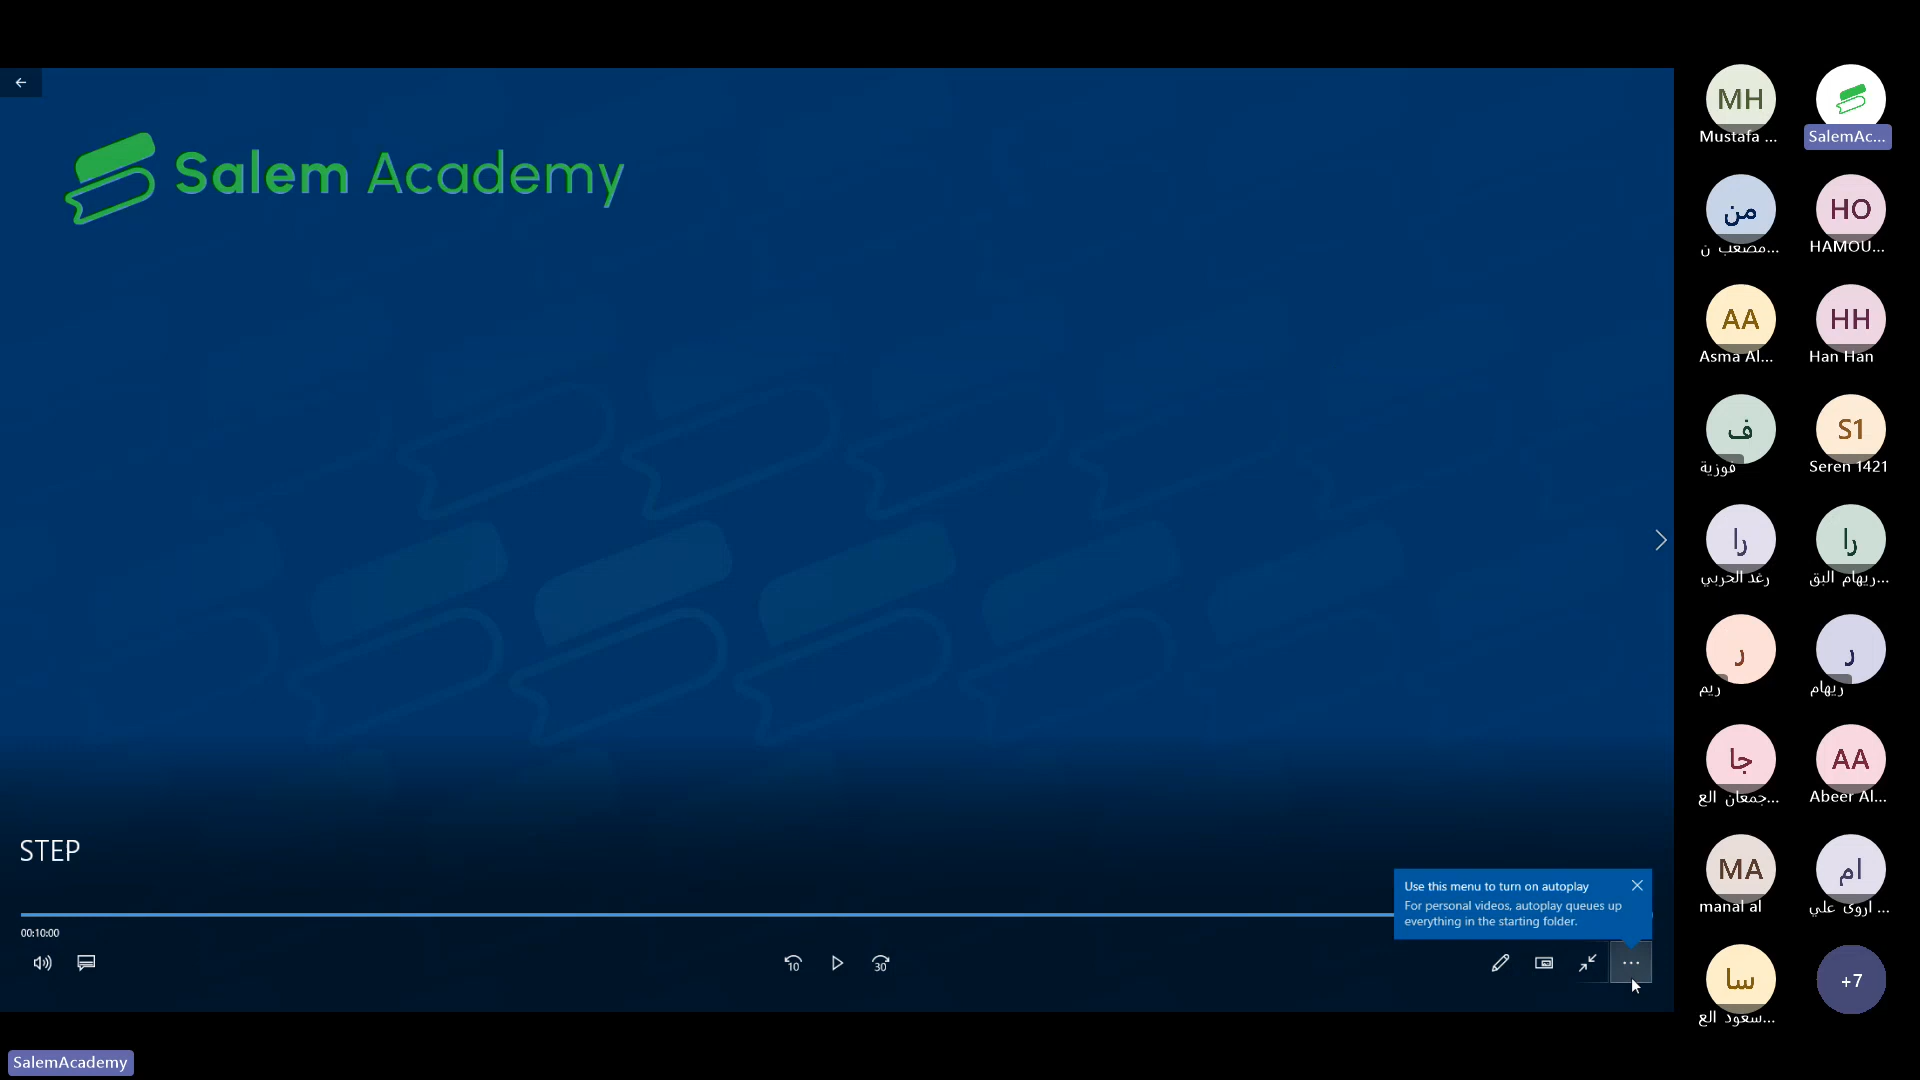 Salem Academy
STEP
Use this menu to turn on autoplay
For personal videos, autoplay queues up
everything in the starting folder.
00:10:00
10
30
SalemAcademy
MH
Mustafa ...
SalemAc...
من
مصعب ن...
HO
HAMOU...
AA
Asma Al...
HH
Han Han
ف
فوزية
S1
Seren 1421
را
رغد الحربي
را
ريهام البق...
ر
ريم
ر
ريهام
جا
جمعان الع...
AA
Abeer Al...
MA
manal al
ام
اروى علي ...
سا
سعود الع...
+7